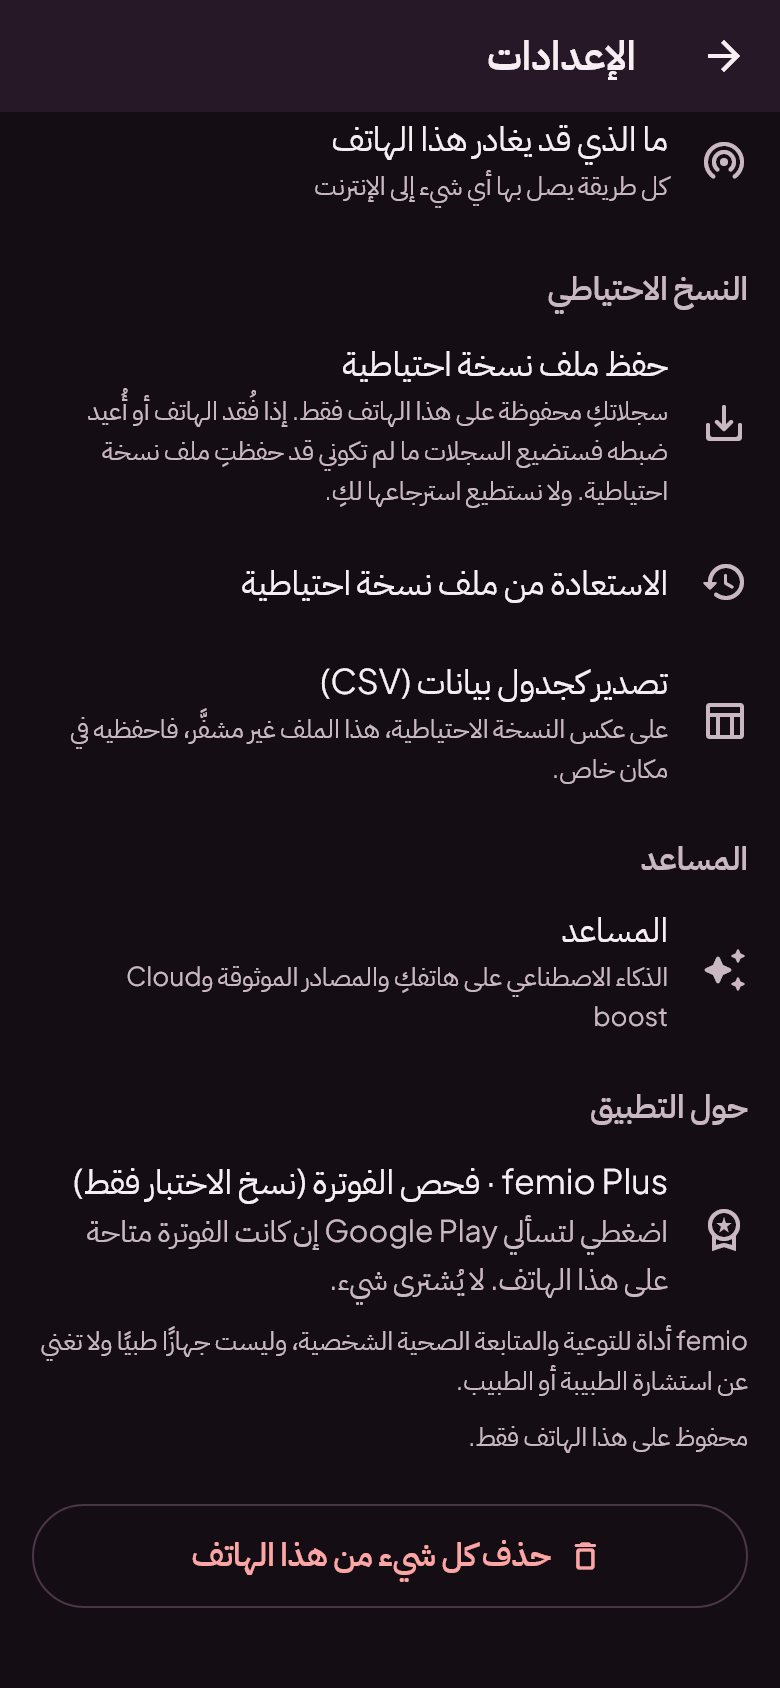 الإعدادات
ما الذي قد يغادر هذا الهاتف
كل طريقة يصل بها أي شيء إلى الإنترنت
النسخ الاحتياطي
حفظ ملف نسخة احتياطية
سجلاتكِ محفوظة على هذا الهاتف فقط. إذا فُقد الهاتف أو أُعيد
ضبطه فستضيع السجلات ما لم تكوني قد حفظتِ ملف نسخة
احتياطية. ولا نستطيع استرجاعها لكِ.
الاستعادة من ملف نسخة احتياطية
تصدير كجدول بيانات (CSV)
على عكس النسخة الاحتياطية، هذا الملف غير مشفَّر، فاحفظيه في
مكان خاص.
المساعد
المساعد
الذكاء الاصطناعي على هاتفكِ والمصادر الموثوقة وCloud
boost
حول التطبيق
femio Plus · فحص الفوترة (نسخ الاختبار فقط)
اضغطي لتسألي Google Play إن كانت الفوترة متاحة
على هذا الهاتف. لا يُشترى شيء.
femio أداة للتوعية والمتابعة الصحية الشخصية، وليست جهازًا طبيًا ولا تغني
عن استشارة الطبيبة أو الطبيب.
محفوظ على هذا الهاتف فقط.
حذف كل شيء من هذا الهاتف